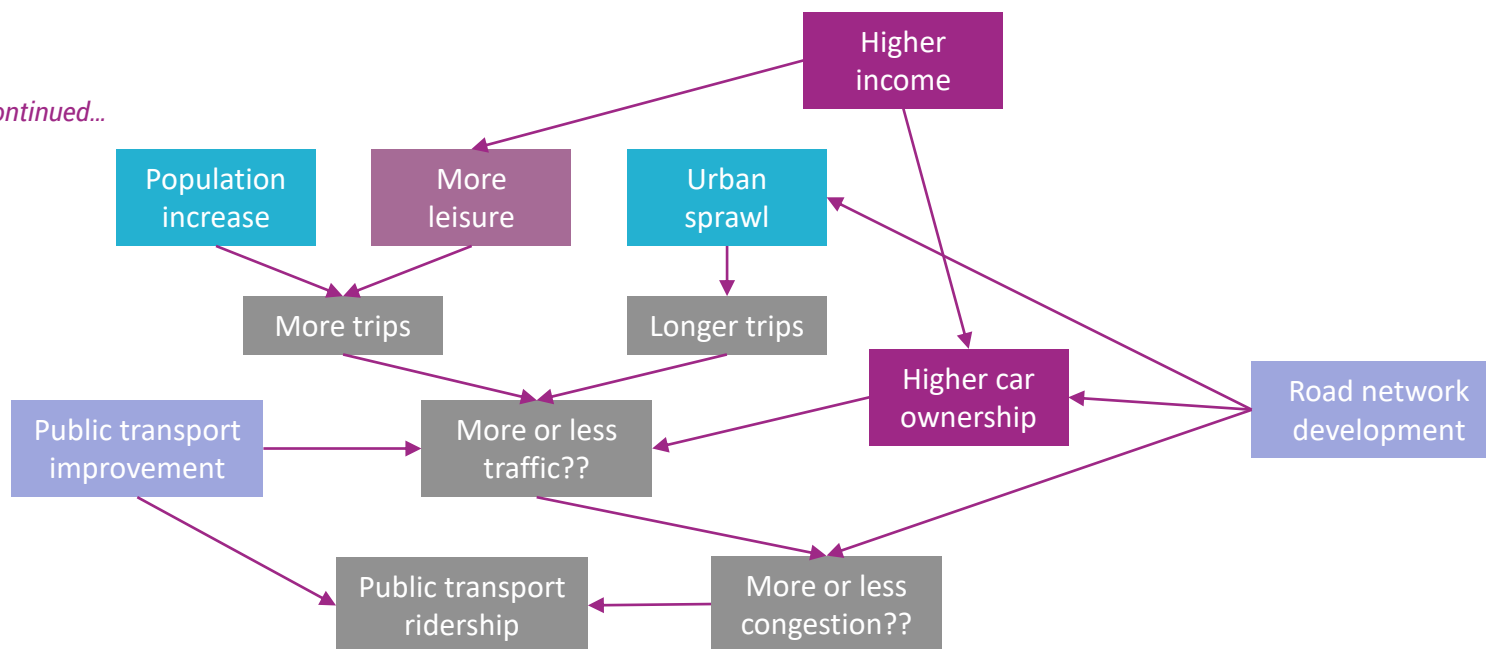 Higher
income
ontinued…
Population
increase
More
leisure
Urban
sprawl
More trips
Longer trips
Higher car
ownership
Road network
development
Public transport
improvement
More or less
traffic??
Public transport
ridership
More or less
congestion??